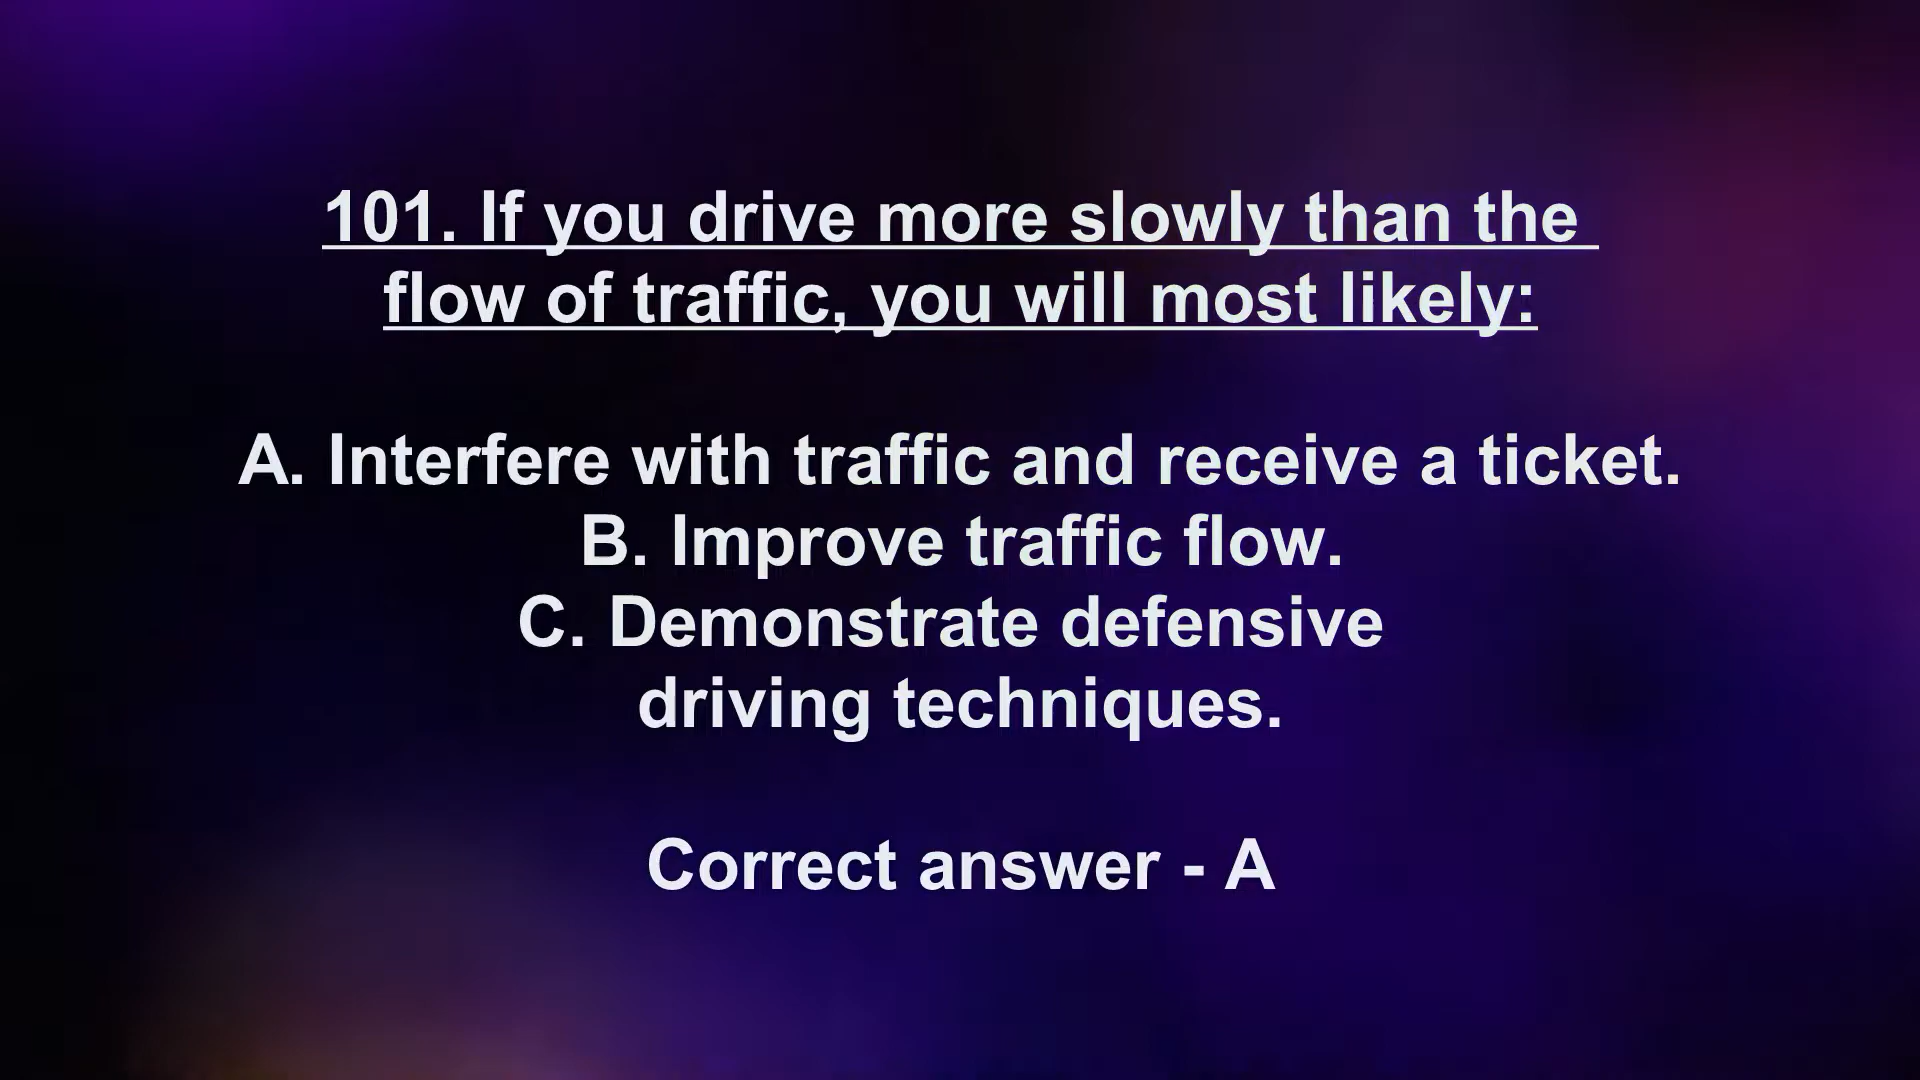 101. If you drive more slowly than the
flow of traffic, you will most likely:
A. Interfere with traffic and receive a ticket.
B. Improve traffic flow.
C. Demonstrate defensive
driving techniques.
Correct answer - A